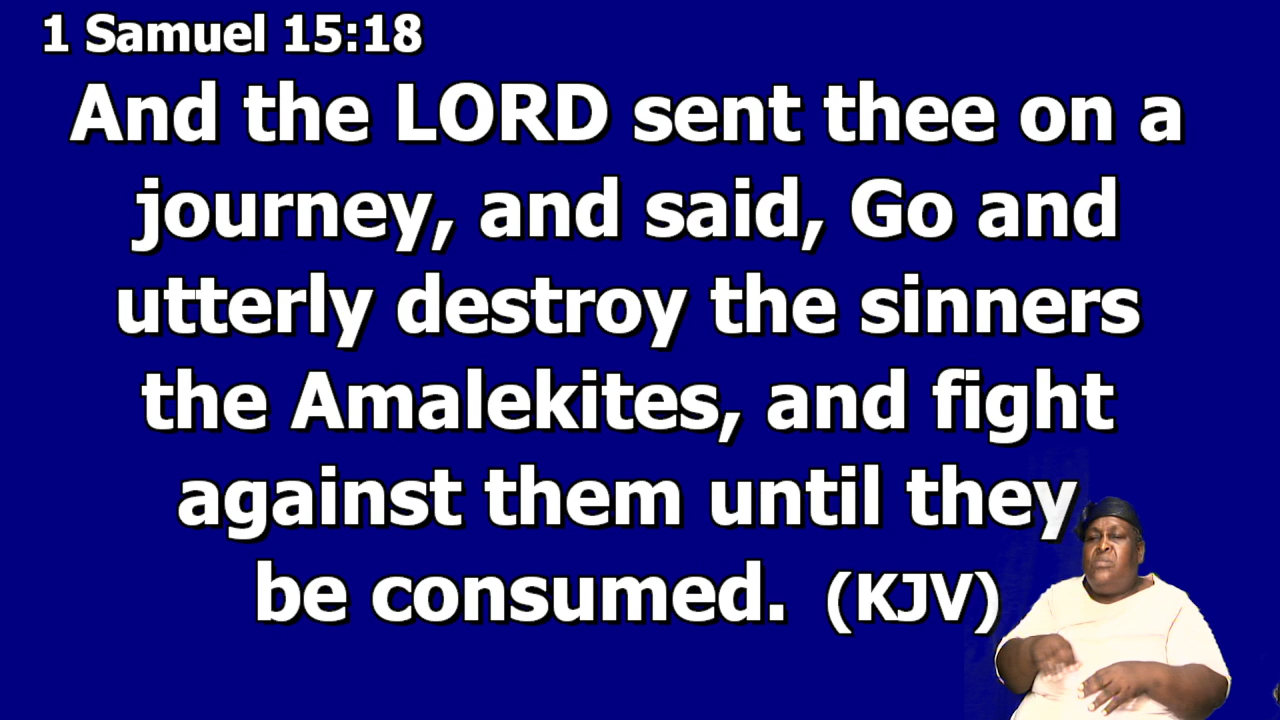 1 Samuel 15:18
And the LORD sent thee on a
journey, and said, Go and
utterly destroy the sinners
the Amalekites, and fight
against them until they
be consumed. (KJV)